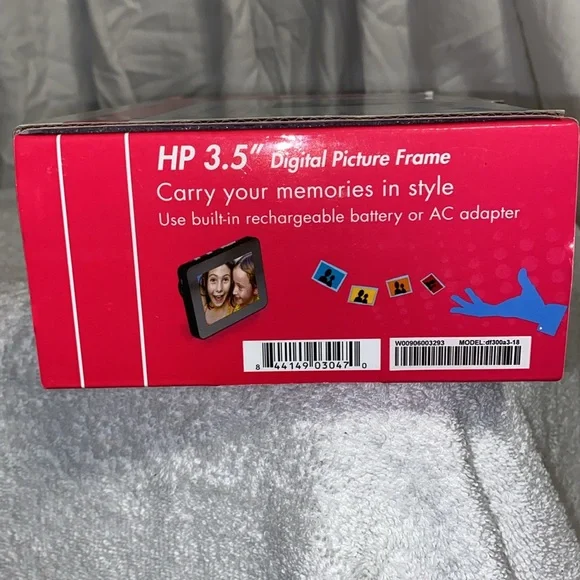 HP 3.5" Digital Picture Frame
Carry your memories in style
Use built-in rechargeable battery or AC adapter
W00906003293 MODEL:df300a3-18
8 44149 03047 0